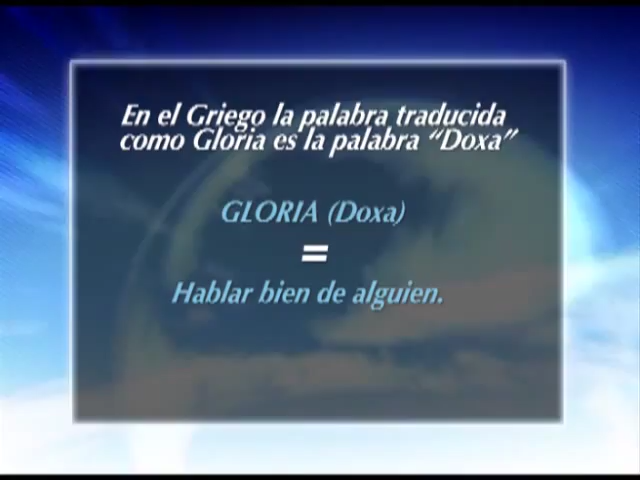 En el Griego la palabra traducida
como Gloria es la palabra “Doxa”
GLORIA (Doxa)
=
Hablar bien de alguien.